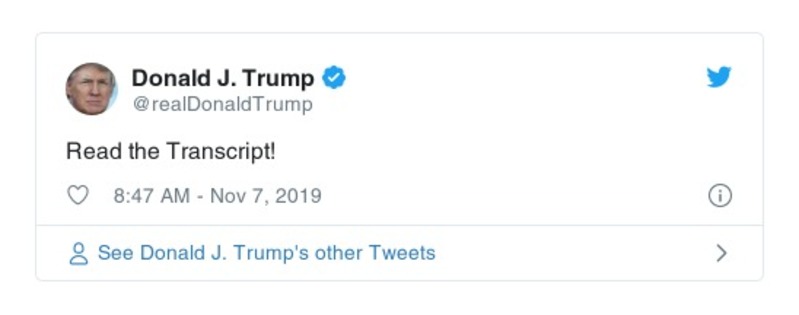 Donald J. Trump
@realDonaldTrump
Read the Transcript!
8:47 AM - Nov 7, 2019
See Donald J. Trump's other Tweets